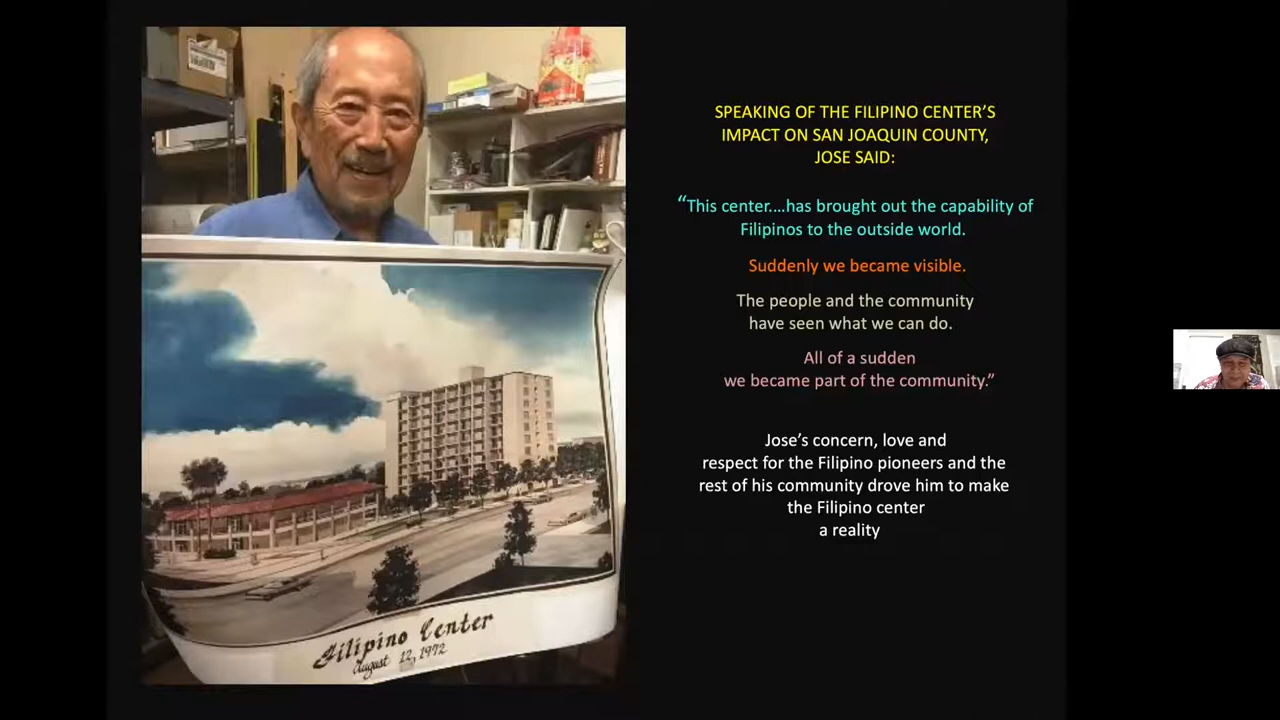 SPEAKING OF THE FILIPINO CENTER’S
IMPACT ON SAN JOAQUIN COUNTY,
JOSE SAID:
“This center....has brought out the capability of
Filipinos to the outside world.
Suddenly we became visible.
The people and the community
have seen what we can do.
All of a sudden
we became part of the community.”
Jose’s concern, love and
respect for the Filipino pioneers and the
rest of his community drove him to make
the Filipino center
a reality
Filipino Center
August 12, 1972